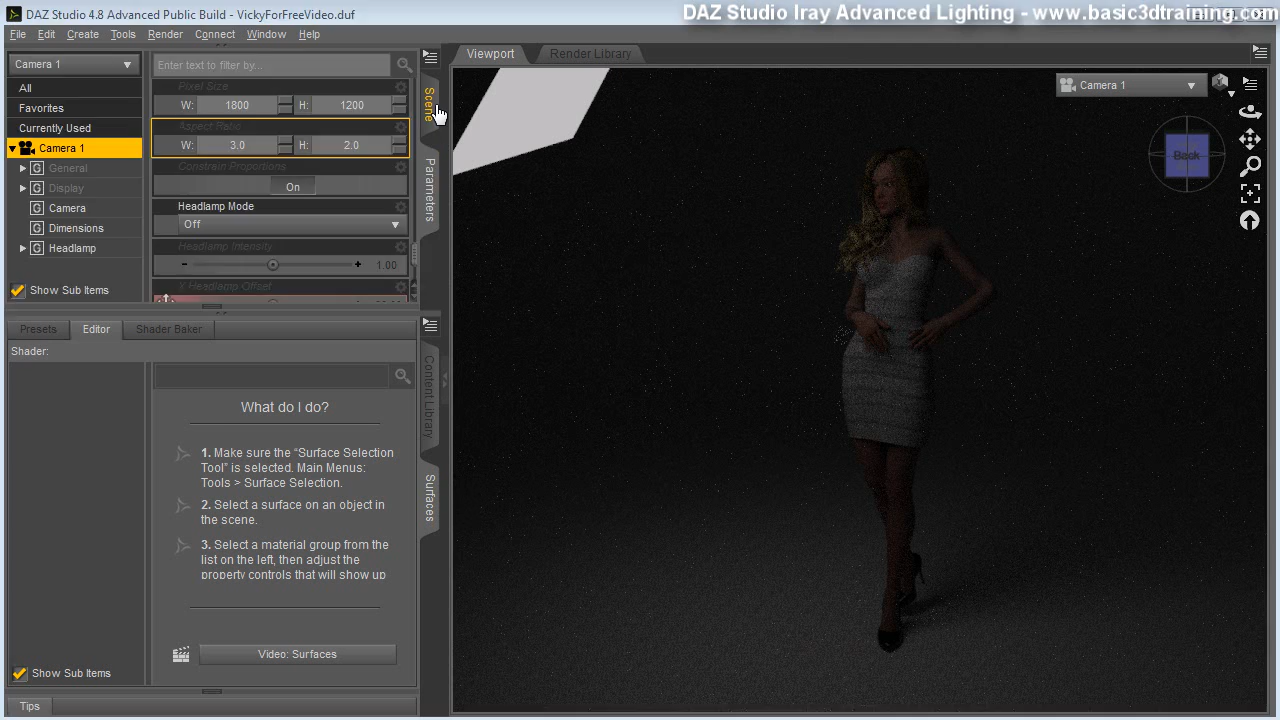 DAZ Studio 4.8 Advanced Public Build - VickyForFreeVideo.duf
DAZ Studio Iray Advanced Lighting - www.basic3dtraining.com
File Edit Create Tools Render Connect Window Help
Camera 1
All
Favorites
Currently Used
Camera 1
General
Display
Camera
Dimensions
Headlamp
Show Sub Items
Enter text to filter by...
Pixel Size
W: 1800 H: 1200
Aspect Ratio
W: 3.0 H: 2.0
Constrain Proportions
On
Headlamp Mode
Off
Headlamp Intensity
- + 1.00
X Headlamp Offset
Scene
Parameters
Presets Editor Shader Baker
Shader:
What do I do?
1. Make sure the “Surface Selection
Tool” is selected. Main Menus:
Tools > Surface Selection.
2. Select a surface on an object in
the scene.
3. Select a material group from the
list on the left, then adjust the
property controls that will show up
Video: Surfaces
Show Sub Items
Tips
Content Library
Surfaces
Viewport Render Library
Camera 1
Back